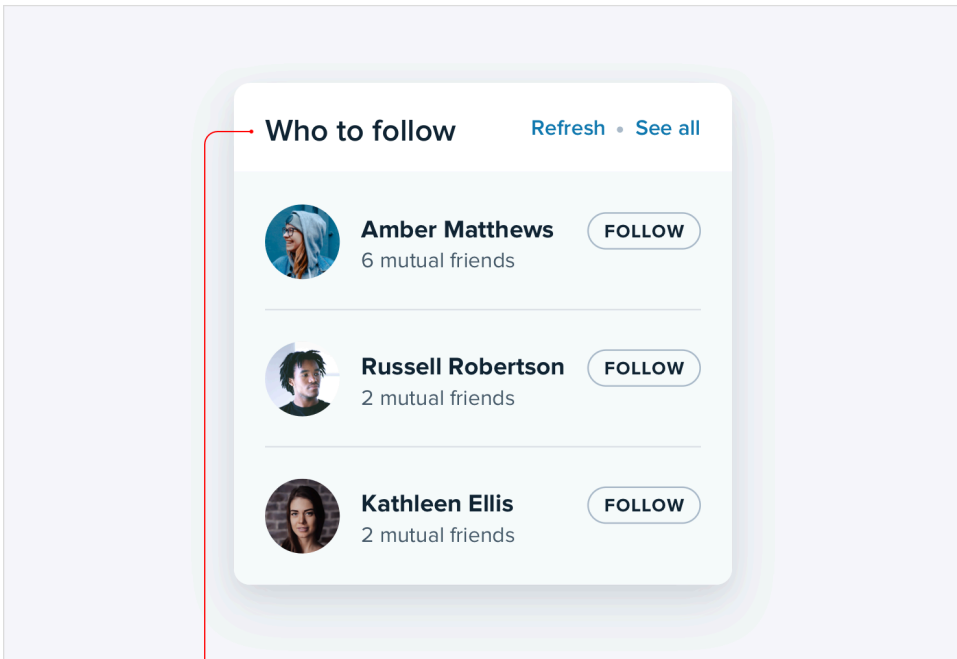 Who to follow
Refresh • See all
Amber Matthews
FOLLOW
6 mutual friends
Russell Robertson
FOLLOW
2 mutual friends
Kathleen Ellis
FOLLOW
2 mutual friends